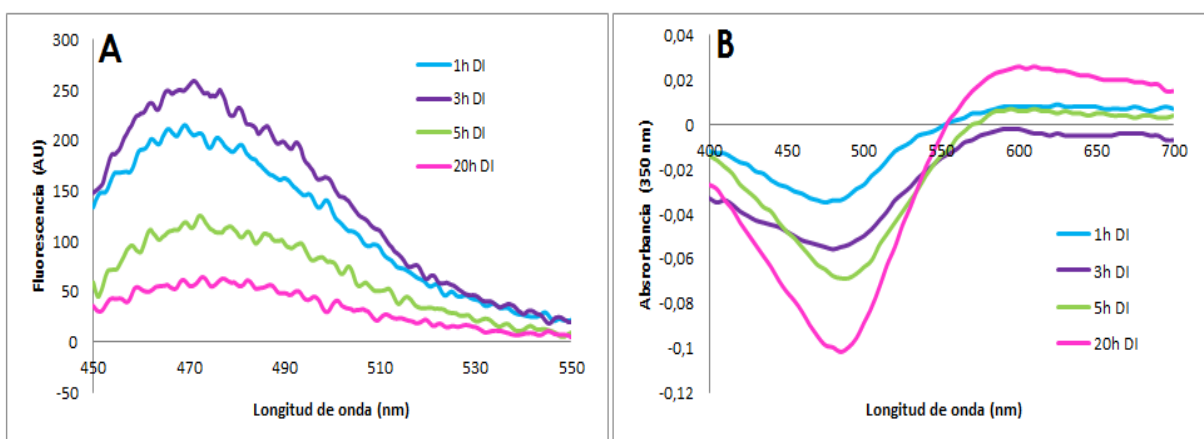 A
300
250
200
150
100
50
0
-50
450
470
490
510
530
550
Fluorescencia (AU)
Longitud de onda (nm)
1h DI
3h DI
5h DI
20h DI
B
0,04
0,02
0
-0,02
-0,04
-0,06
-0,08
-0,1
-0,12
400
450
500
550
600
650
700
Absrorbancia (350 nm)
Longitud de onda (nm)
1h DI
3h DI
5h DI
20h DI